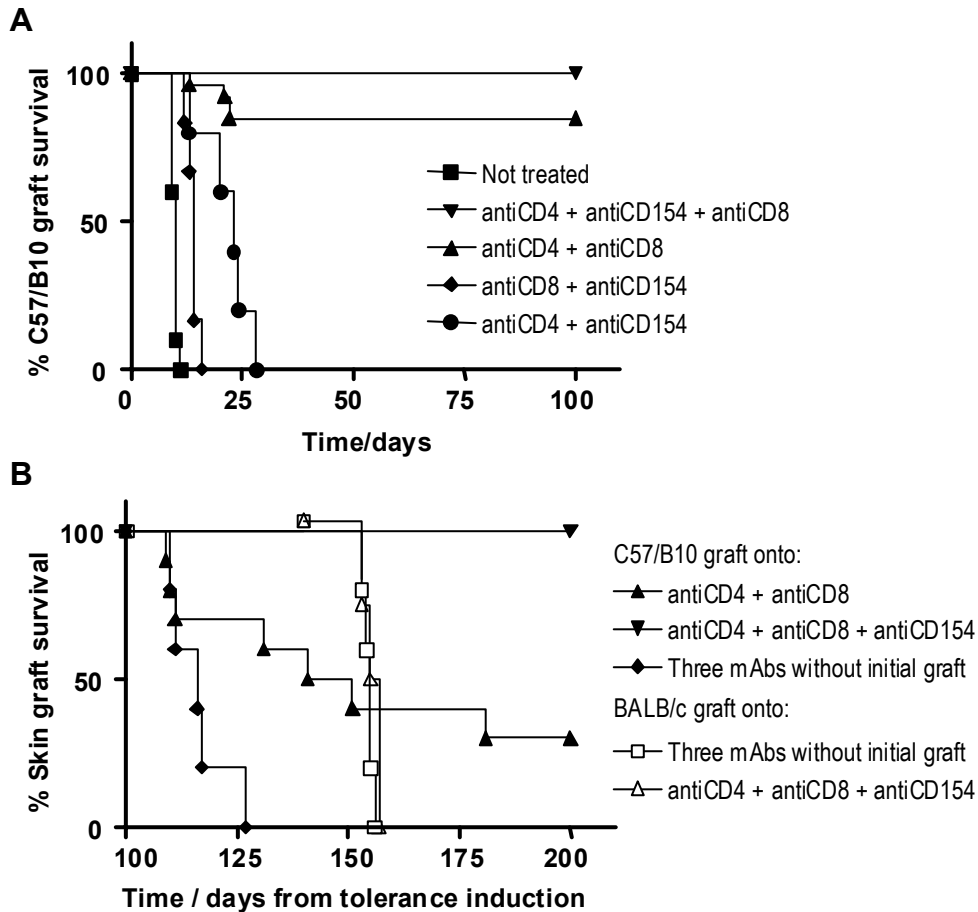 A
% C57/B10 graft survival
100
50
0
0
25
50
75
100
Time/days
Not treated
antiCD4 + antiCD154 + antiCD8
antiCD4 + antiCD8
antiCD8 + antiCD154
antiCD4 + antiCD154
B
% Skin graft survival
100
50
0
100
125
150
175
200
Time / days from tolerance induction
C57/B10 graft onto:
antiCD4 + antiCD8
antiCD4 + antiCD8 + antiCD154
Three mAbs without initial graft
BALB/c graft onto:
Three mAbs without initial graft
antiCD4 + antiCD8 + antiCD154